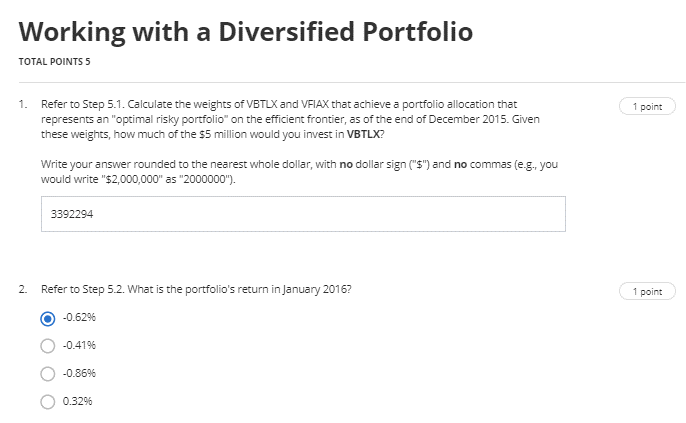 Working with a Diversified Portfolio
TOTAL POINTS 5
1. Refer to Step 5.1. Calculate the weights of VBTLX and VFIAX that achieve a portfolio allocation that
represents an "optimal risky portfolio" on the efficient frontier, as of the end of December 2015. Given
these weights, how much of the $5 million would you invest in VBTLX?
1 point
Write your answer rounded to the nearest whole dollar, with no dollar sign ("$") and no commas (e.g., you
would write "$2,000,000" as "2000000").
3392294
2. Refer to Step 5.2. What is the portfolio's return in January 2016?
1 point
-0.62%
-0.41%
-0.86%
0.32%